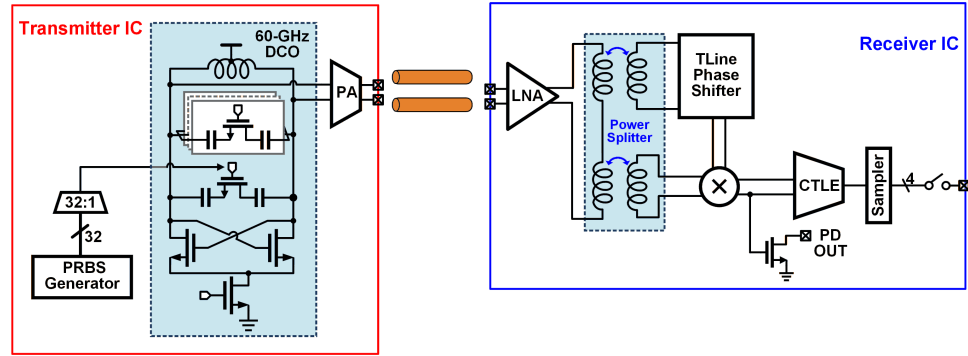 Transmitter IC
60-GHz
DCO
PA
32:1
32
PRBS
Generator
Receiver IC
LNA
Power
Splitter
TLine
Phase
Shifter
CTLE
Sampler
4
PD
OUT